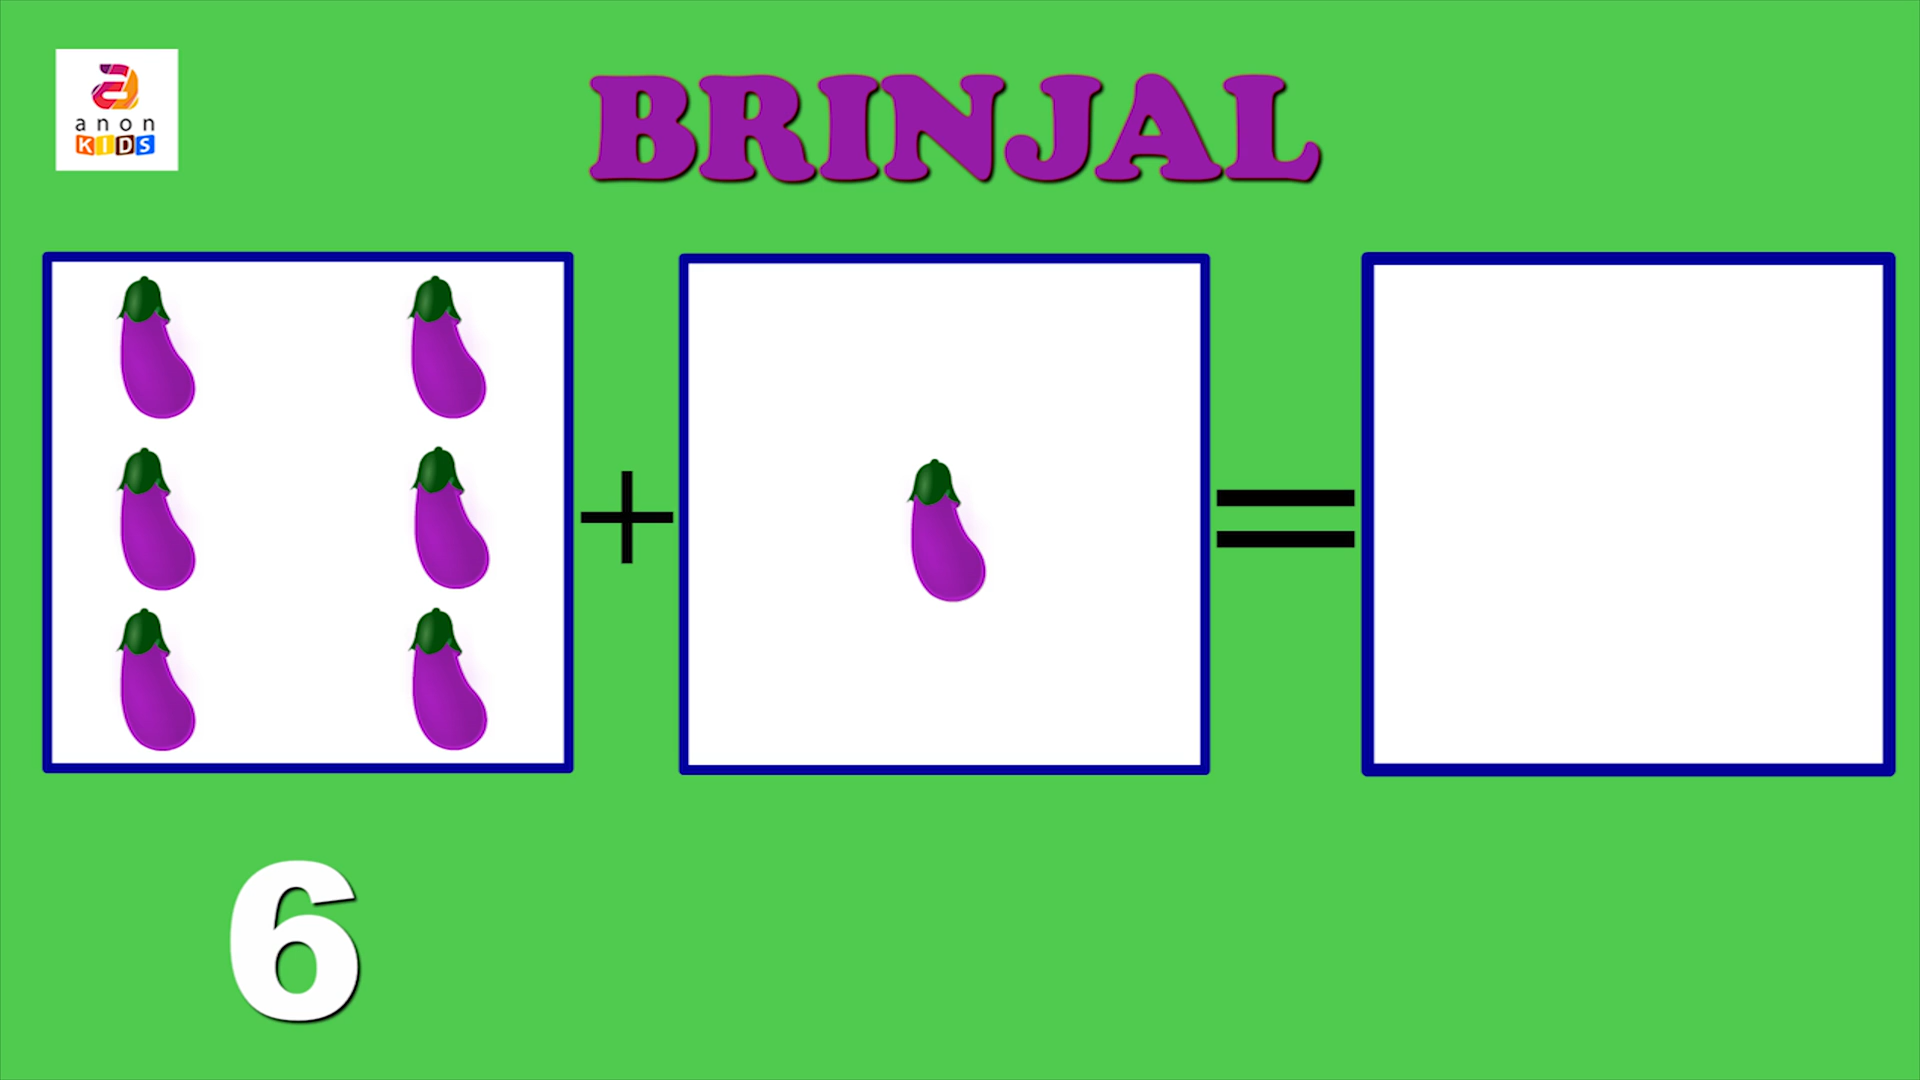 anon
KIDS
BRINJAL
+
=
6